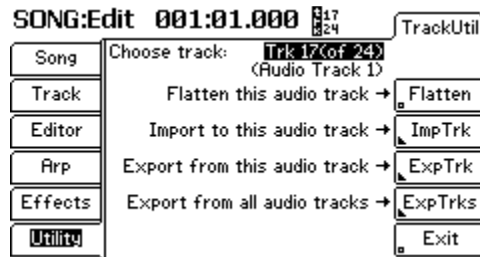 SONG:Edit 001:01.000 17 24 TrackUtil
Song Choose track: Trk 17(of 24)
(Audio Track 1)
Track Flatten this audio track → Flatten
Editor Import to this audio track → ImpTrk
Arp Export from this audio track → ExpTrk
Effects Export from all audio tracks → ExpTrks
Utility Exit